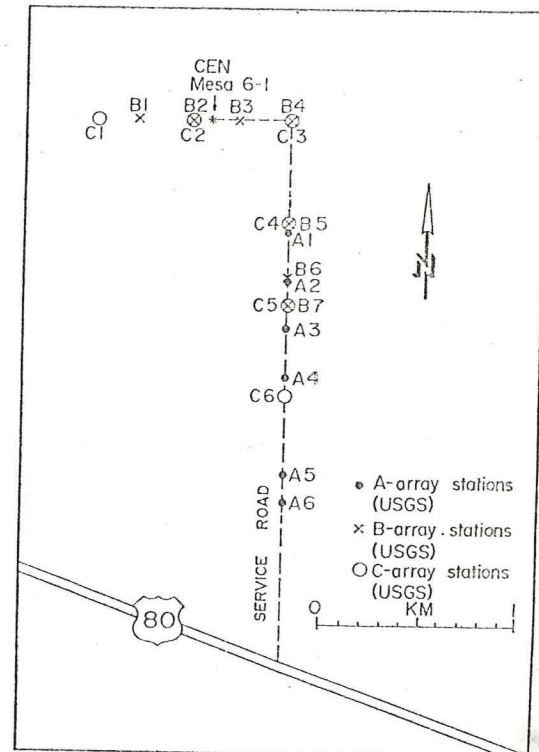 CEN
Mesa 6-1
B1 B2 B3 B4
C1 C2 C3
C4 B5
A1
B6
A2
C5 B7
A3
A4
C6
A5
A6
SERVICE ROAD
A-array stations
(USGS)
B-array stations
(USGS)
C-array stations
(USGS)
0 KM
80
N